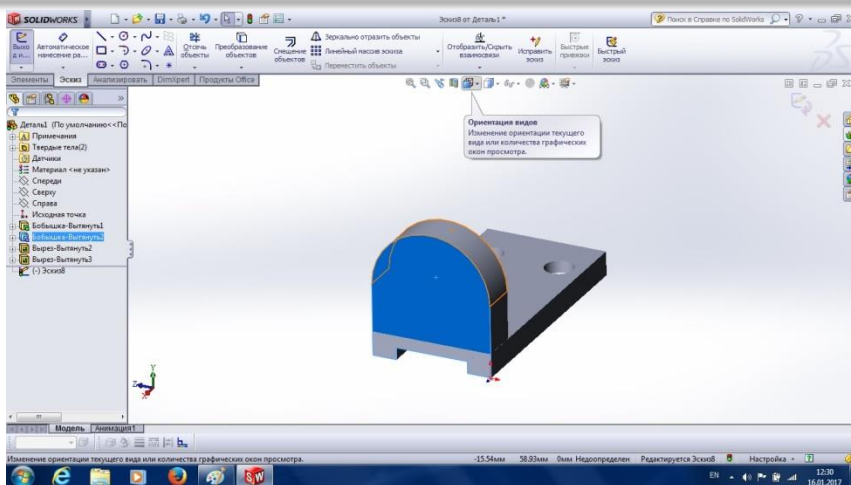 SOLIDWORKS
Эскиз8 от Деталь1 *
Поиск в Справке по SolidWorks
Автоматическое нанесение ра...
Отсечь объекты
Преобразование объектов
Смещение объектов
Зеркально отразить объекты
Линейный массив эскиза
Переместить объекты
Отобразить/Скрыть взаимосвязи
Исправить эскиз
Быстрые привязки
Быстрый эскиз
Элементы
Эскиз
Анализировать
DimXpert
Продукты Office
Ориентация видов
Изменение ориентации текущего
вида или количества графических
окон просмотра.
Деталь1 (По умолчанию<<По
Примечания
Твердые тела(2)
Датчики
Материал <не указан>
Спереди
Сверху
Справа
Исходная точка
Бобышка-Вытянуть1
Бобышка-Вытянуть2
Вырез-Вытянуть2
Вырез-Вытянуть3
(-) Эскиз8
Y
Z
X
Модель
Анимация1
Изменение ориентации текущего вида или количества графических окон просмотра.
-15.54мм 58.93мм 0мм Недоопределен Редактируется Эскиз8
Настройка
EN
12:30
16.01.2017